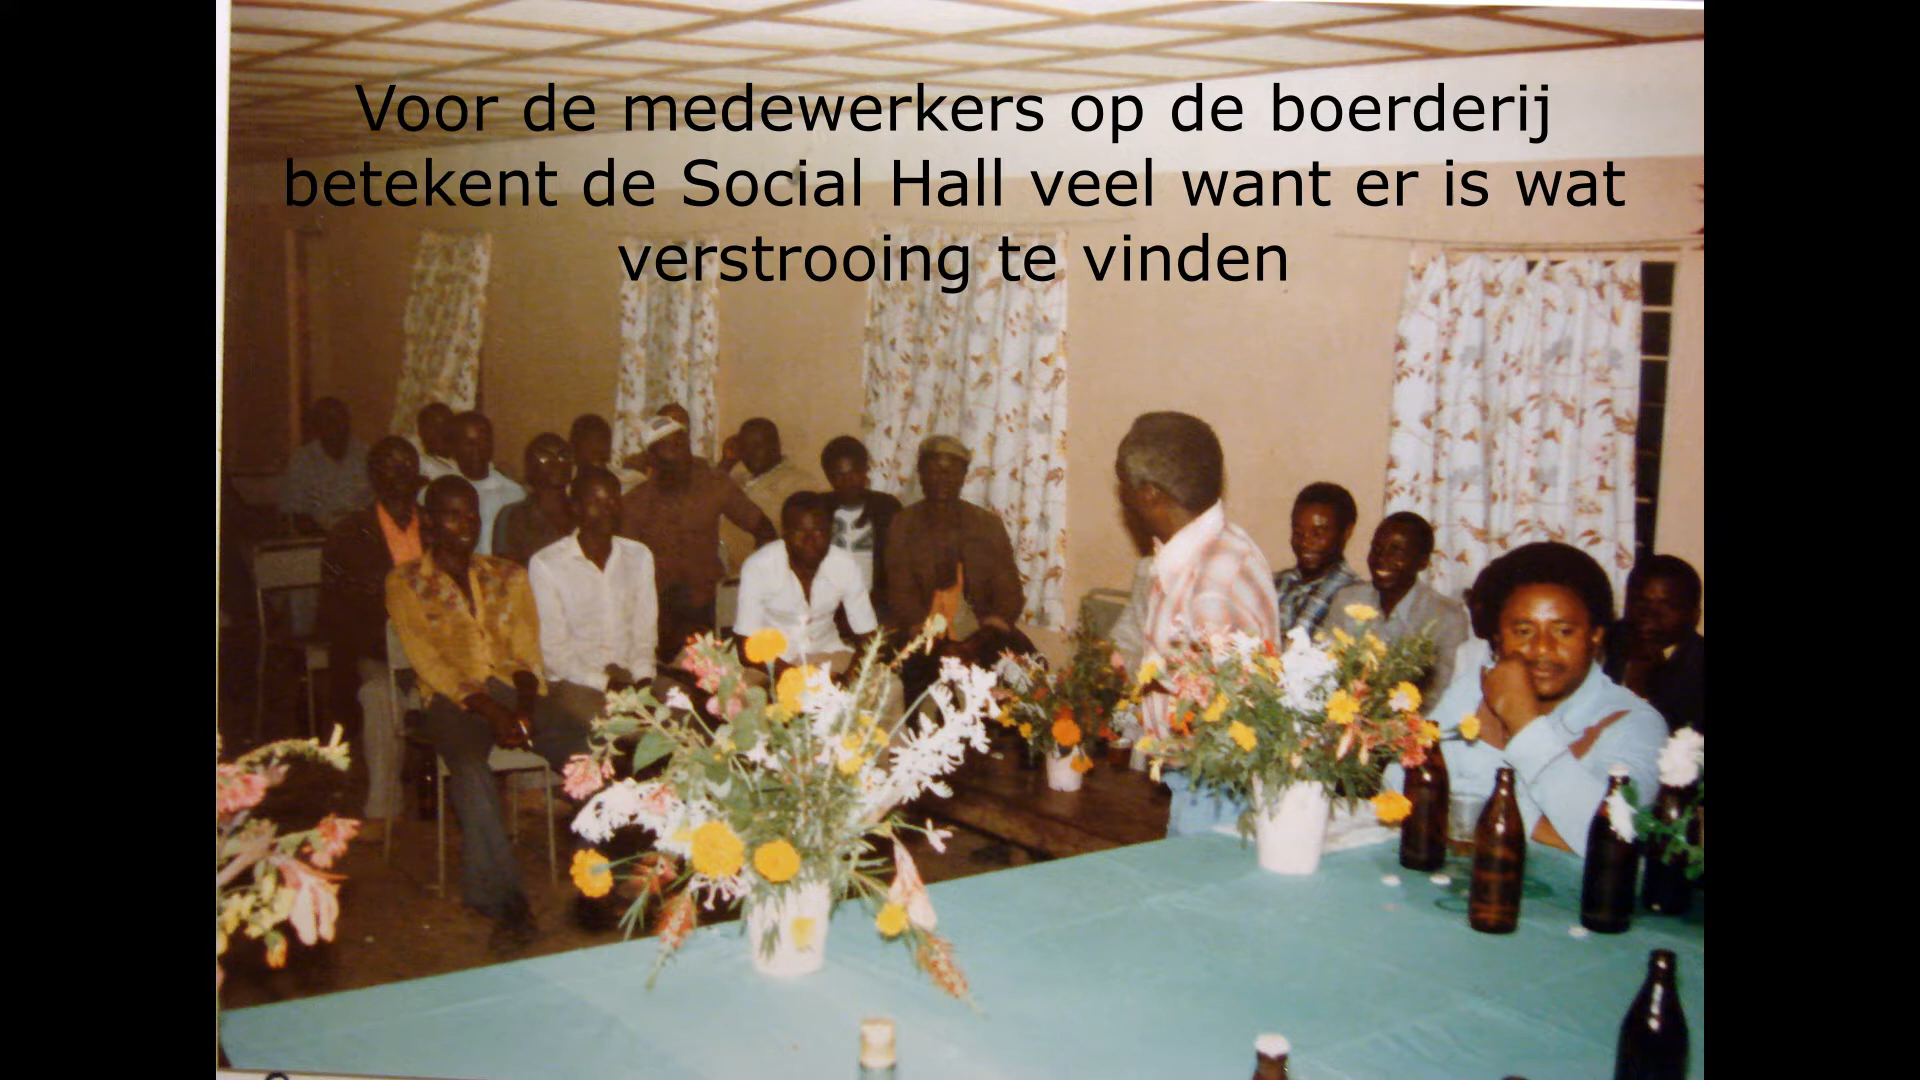 Voor de medewerkers op de boerderij
betekent de Social Hall veel want er is wat
verstrooing te vinden